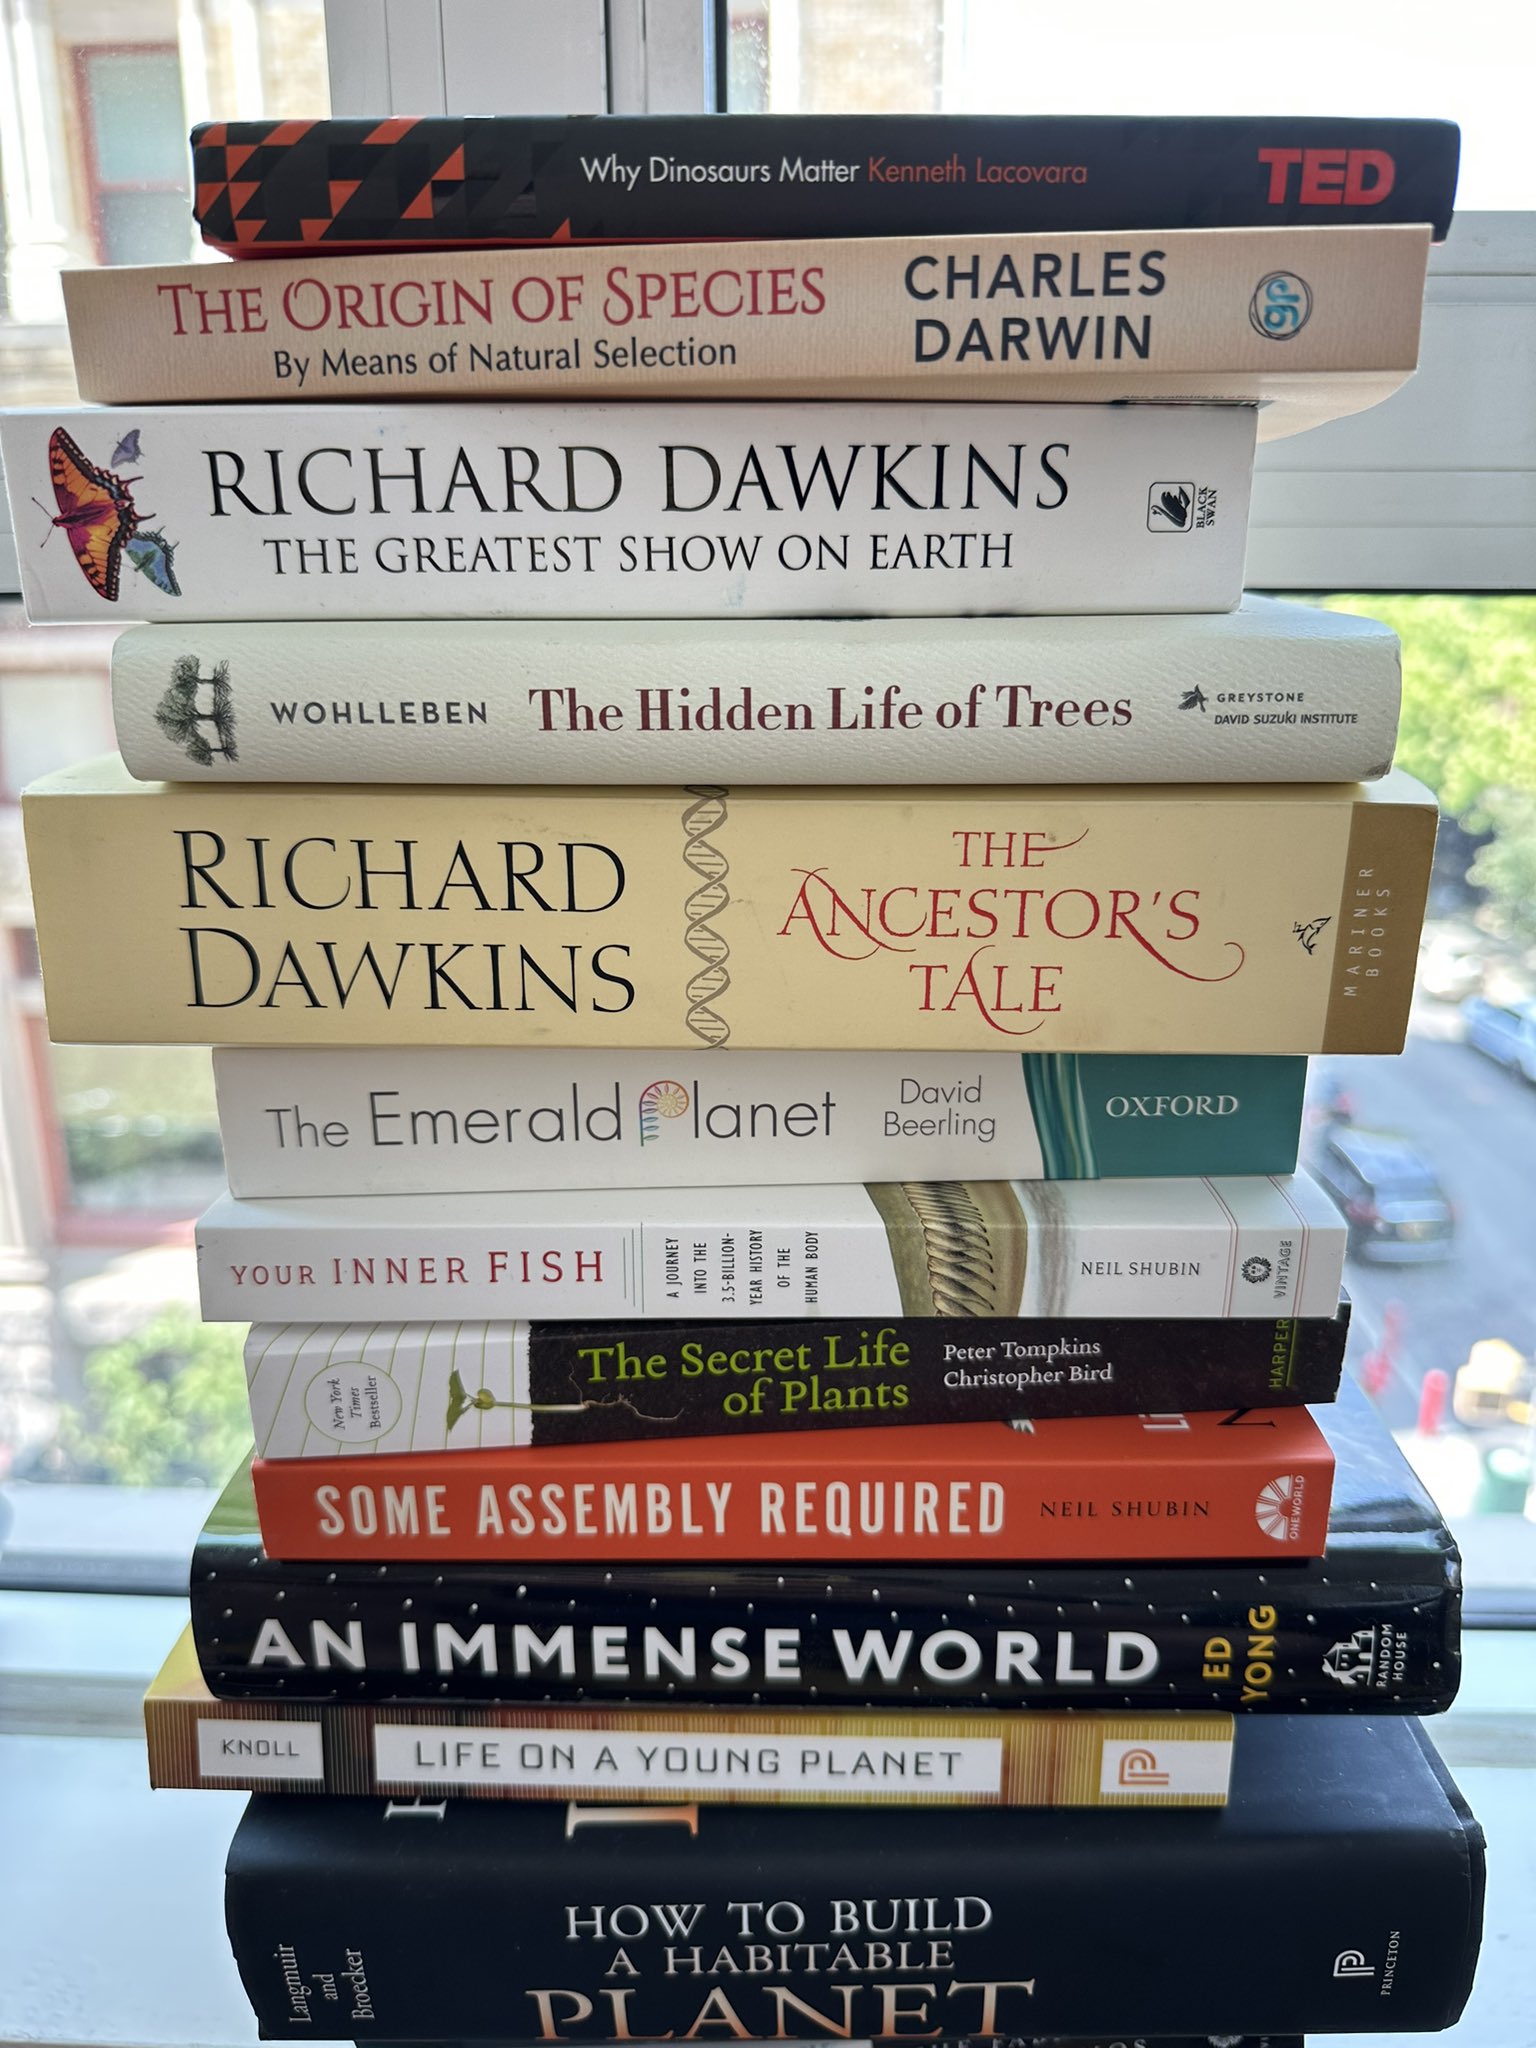 Why Dinosaurs Matter Kenneth Lacovara TED
THE ORIGIN OF SPECIES
By Means of Natural Selection
CHARLES
DARWIN
gp
RICHARD DAWKINS
THE GREATEST SHOW ON EARTH
BLACK
SWAN
WOHLLEBEN The Hidden Life of Trees
GREYSTONE
DAVID SUZUKI INSTITUTE
RICHARD
DAWKINS
THE
ANCESTOR'S
TALE
MARINER
BOOKS
The Emerald Planet
David
Beerling
OXFORD
YOUR INNER FISH
A JOURNEY
INTO THE
3.5-BILLION-
YEAR HISTORY
OF THE
HUMAN BODY
NEIL SHUBIN
VINTAGE
New York
Times
Bestseller
The Secret Life
of Plants
Peter Tompkins
Christopher Bird
HARPER
SOME ASSEMBLY REQUIRED NEIL SHUBIN
ONEWORLD
AN IMMENSE WORLD
ED
YONG
RANDOM
HOUSE
KNOLL LIFE ON A YOUNG PLANET
Langmuir
and
Broecker
HOW TO BUILD
A HABITABLE
PLANET
PRINCETON